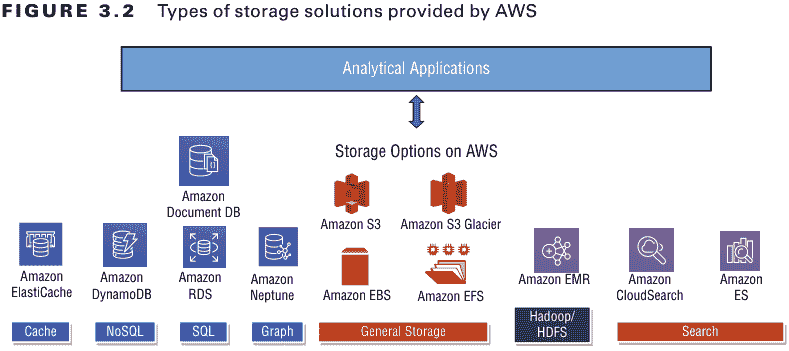 FIGURE 3.2 Types of storage solutions provided by AWS
Analytical Applications
Storage Options on AWS
Amazon
Document DB
Amazon S3
Amazon S3 Glacier
Amazon
ElastiCache
Amazon
DynamoDB
Amazon
RDS
Amazon
Neptune
Amazon EBS
Amazon EFS
Amazon EMR
Amazon
CloudSearch
Amazon
ES
Cache
NoSQL
SQL
Graph
General Storage
Hadoop/
HDFS
Search